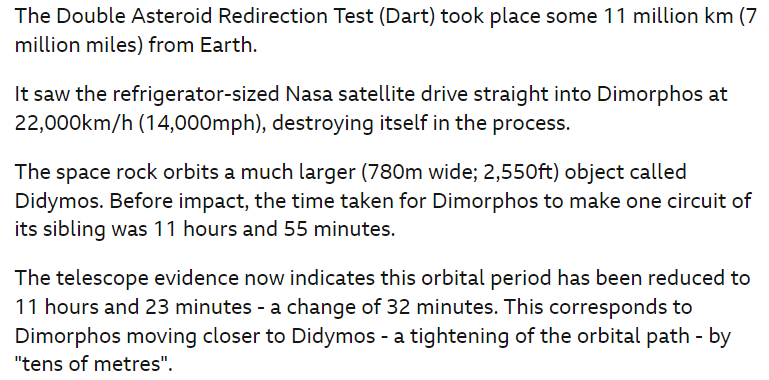 The Double Asteroid Redirection Test (Dart) took place some 11 million km (7
million miles) from Earth.
It saw the refrigerator-sized Nasa satellite drive straight into Dimorphos at
22,000km/h (14,000mph), destroying itself in the process.
The space rock orbits a much larger (780m wide; 2,550ft) object called
Didymos. Before impact, the time taken for Dimorphos to make one circuit of
its sibling was 11 hours and 55 minutes.
The telescope evidence now indicates this orbital period has been reduced to
11 hours and 23 minutes - a change of 32 minutes. This corresponds to
Dimorphos moving closer to Didymos - a tightening of the orbital path - by
"tens of metres".